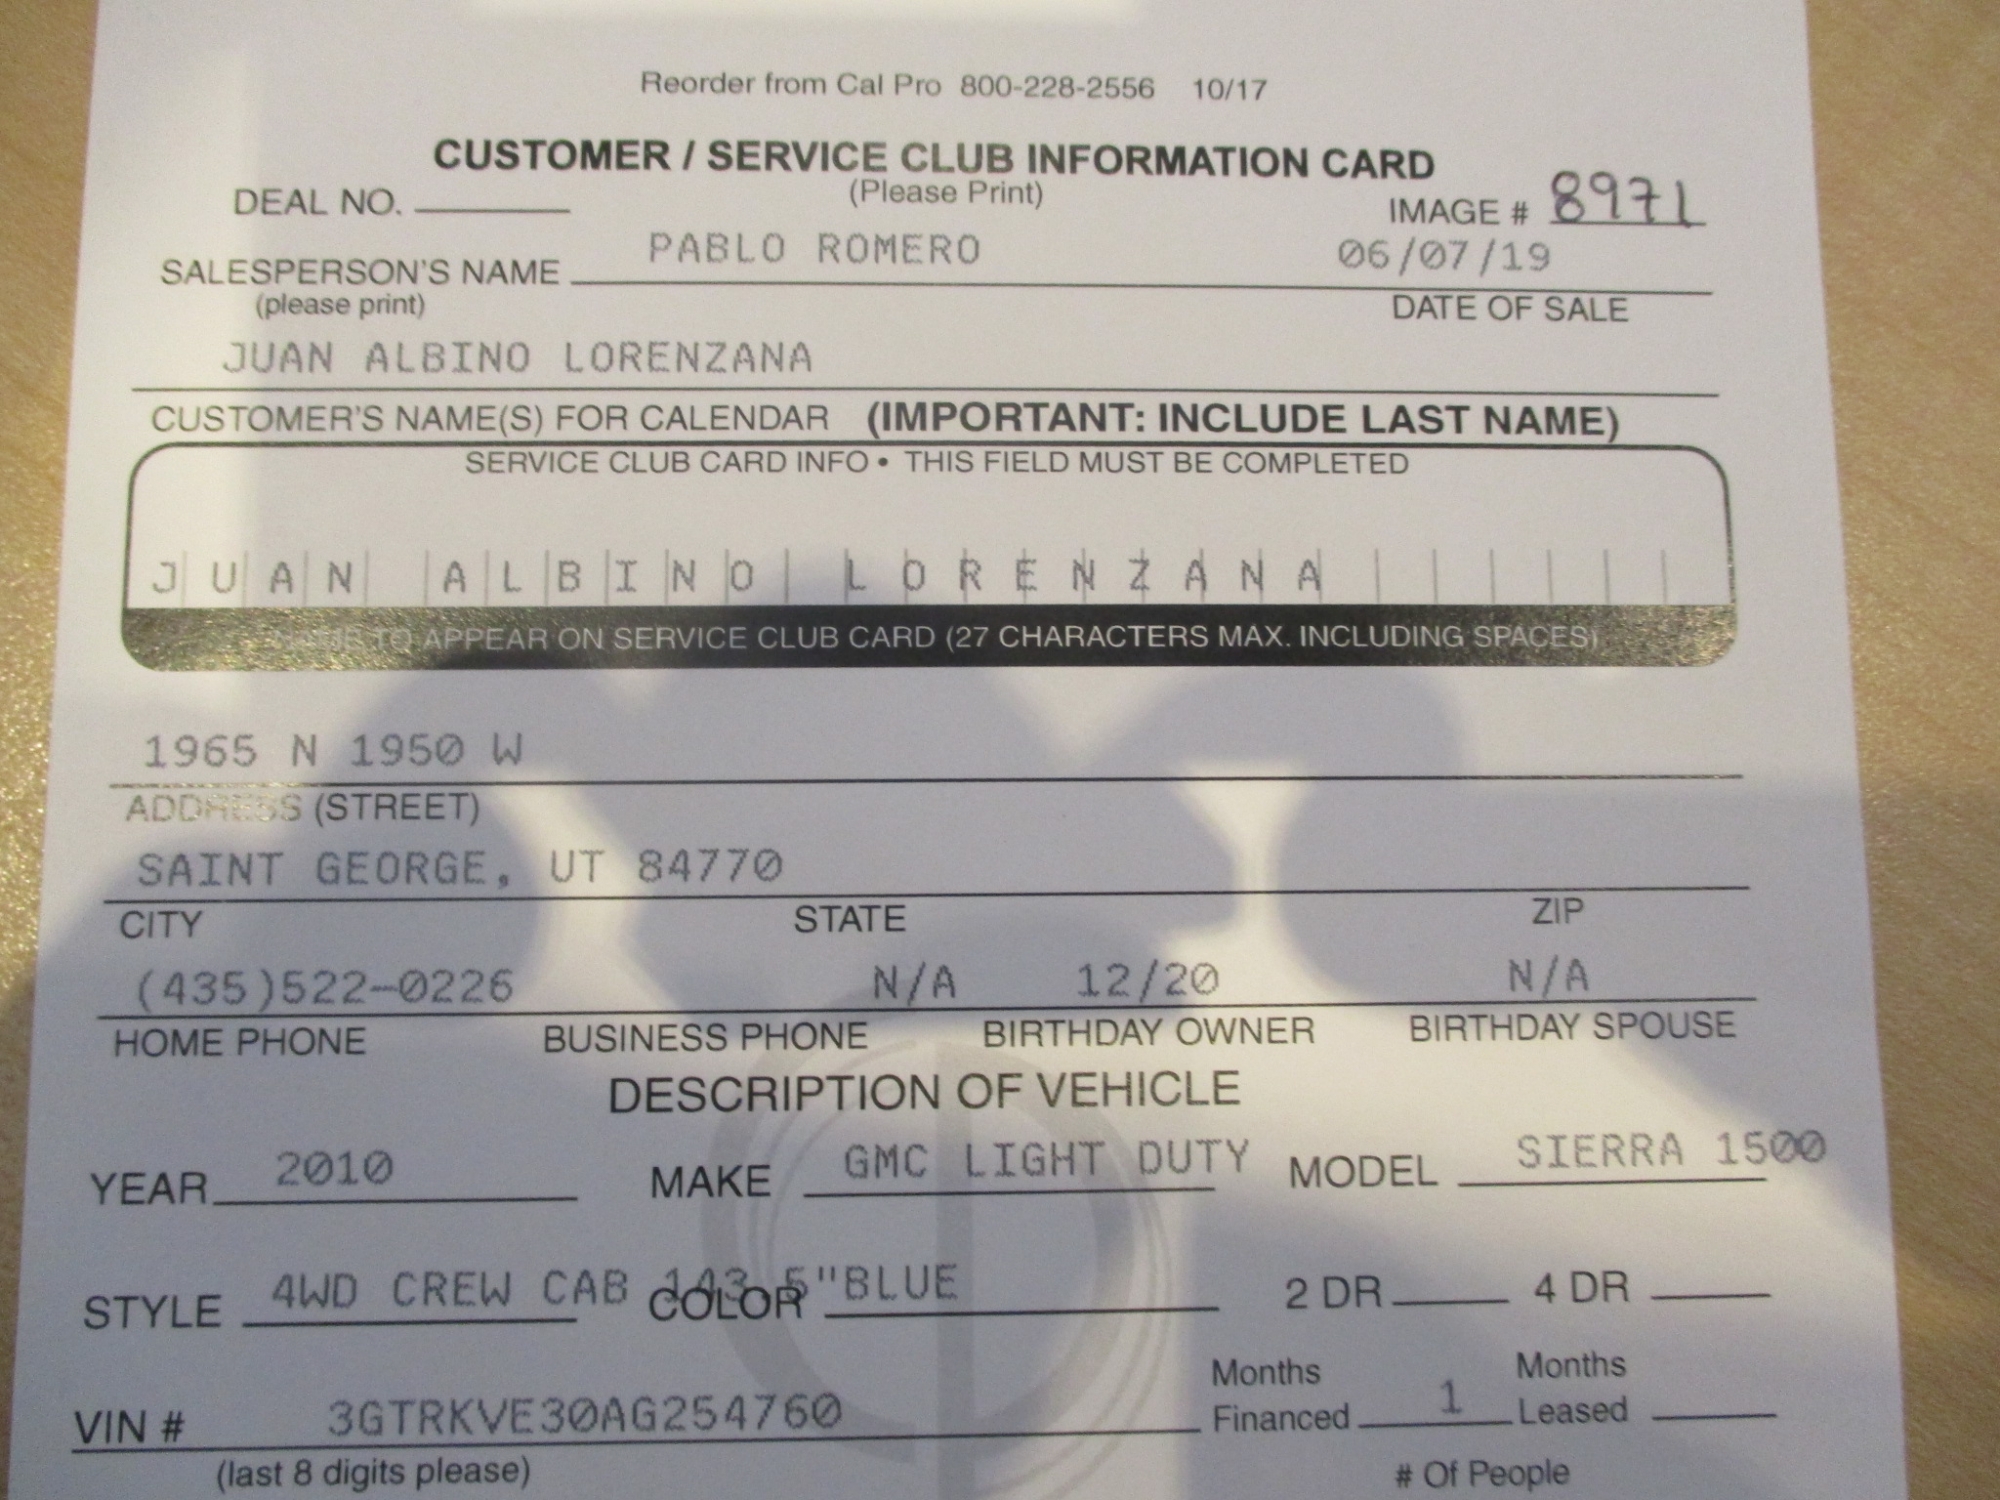 Reorder from Cal Pro 800-228-2556 10/17
CUSTOMER / SERVICE CLUB INFORMATION CARD
(Please Print)
DEAL NO. IMAGE # 8971
PABLO ROMERO 06/07/19
SALESPERSON'S NAME
(please print) DATE OF SALE
JUAN ALBINO LORENZANA
CUSTOMER'S NAME(S) FOR CALENDAR (IMPORTANT: INCLUDE LAST NAME)
SERVICE CLUB CARD INFO • THIS FIELD MUST BE COMPLETED
JUAN ALBINO LORENZANA
NAME TO APPEAR ON SERVICE CLUB CARD (27 CHARACTERS MAX. INCLUDING SPACES)
1965 N 1950 W
ADDRESS (STREET)
SAINT GEORGE, UT 84770
CITY STATE ZIP
(435)522-0226 N/A 12/20 N/A
HOME PHONE BUSINESS PHONE BIRTHDAY OWNER BIRTHDAY SPOUSE
DESCRIPTION OF VEHICLE
YEAR 2010 MAKE GMC LIGHT DUTY MODEL SIERRA 1500
STYLE 4WD CREW CAB 143.5" COLOR BLUE 2 DR 4 DR
VIN # 3GTRKVE30AG254760 Months Financed 1 Months Leased
(last 8 digits please) # Of People